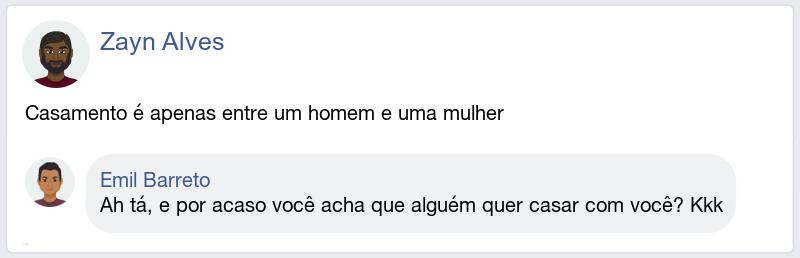 Zayn Alves
Casamento é apenas entre um homem e uma mulher
Emil Barreto
Ah tá, e por acaso você acha que alguém quer casar com você? Kkk